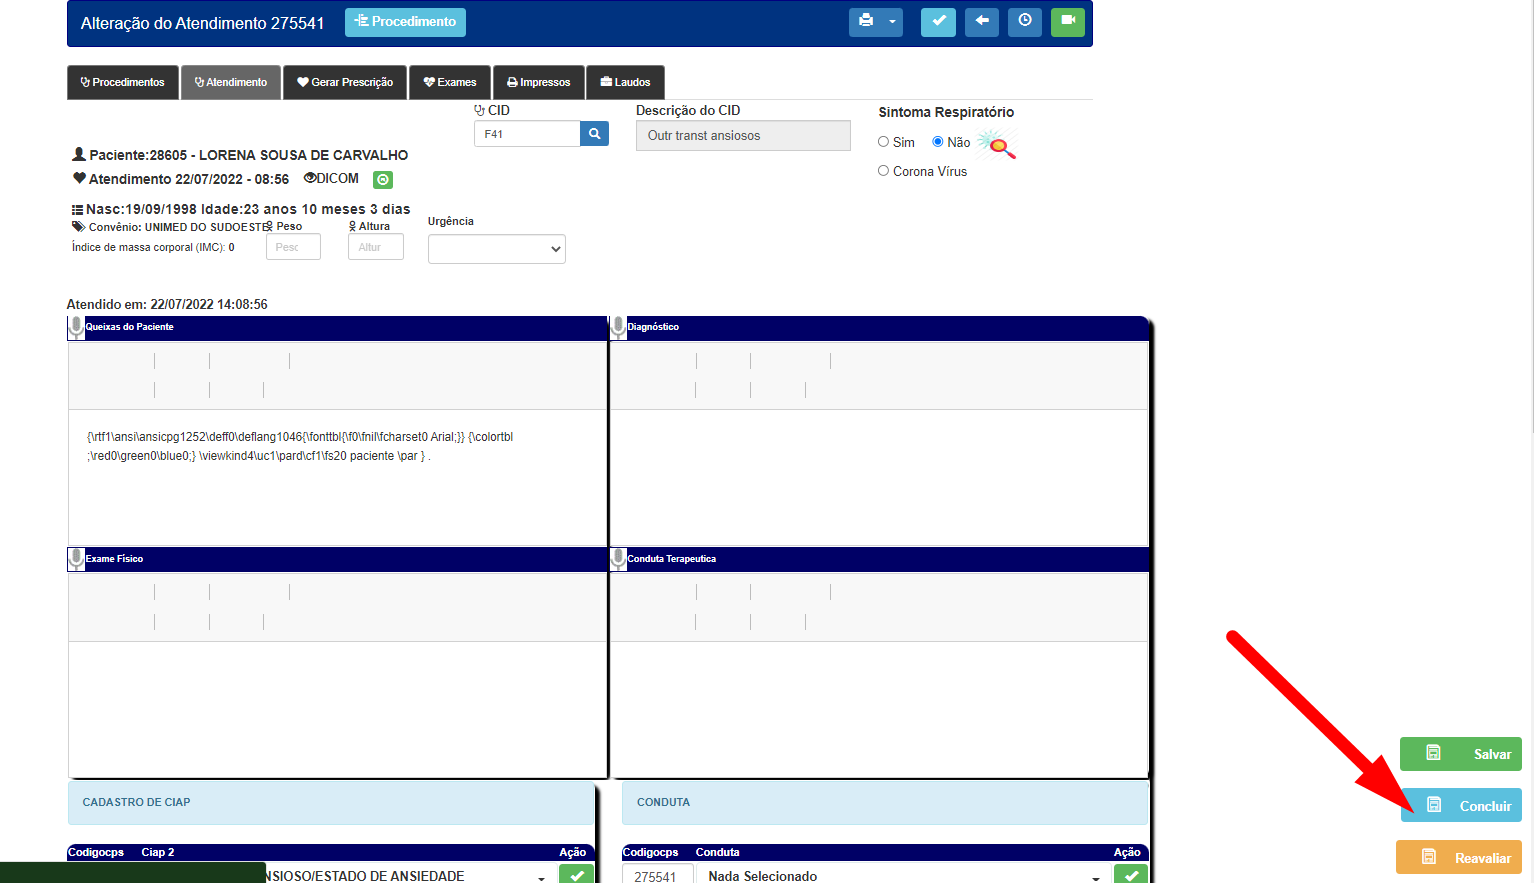 Alteração do Atendimento 275541 Procedimento
Procedimentos Atendimento Gerar Prescrição Exames Impressos Laudos
CID Descrição do CID Sintoma Respiratório
F41 Outr transt ansiosos
Sim Não
Paciente:28605 - LORENA SOUSA DE CARVALHO
Corona Vírus
Atendimento 22/07/2022 - 08:56 DICOM
Nasc:19/09/1998 Idade:23 anos 10 meses 3 dias
Convênio: UNIMED DO SUDOESTE Peso Altura Urgência
Índice de massa corporal (IMC): 0 Pesc Altur
Atendido em: 22/07/2022 14:08:56
Queixas do Paciente Diagnóstico
{\rtf1\ansi\ansicpg1252\deff0\deflang1046{\fonttbl{\f0\fnil\fcharset0 Arial;}} {\colortbl
;\red0\green0\blue0;} \viewkind4\uc1\pard\cf1\fs20 paciente \par } .
Exame Físico Conduta Terapeutica
Salvar
CADASTRO DE CIAP CONDUTA
Concluir
Codigocps Ciap 2 Ação Codigocps Conduta Ação
Reavaliar
NSIOSO/ESTADO DE ANSIEDADE 275541 Nada Selecionado